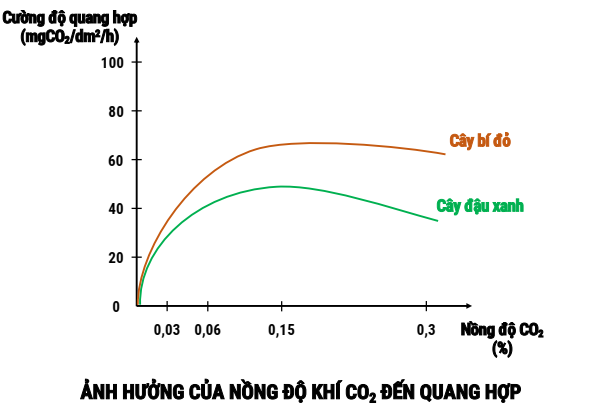 Cường độ quang hợp
(mgCO₂/dm²/h)
100
80
60
40
20
0
Cây bí đỏ
Cây đậu xanh
0,03 0,06 0,15 0,3
Nồng độ CO₂
(%)
ẢNH HƯỞNG CỦA NỒNG ĐỘ KHÍ CO₂ ĐẾN QUANG HỢP